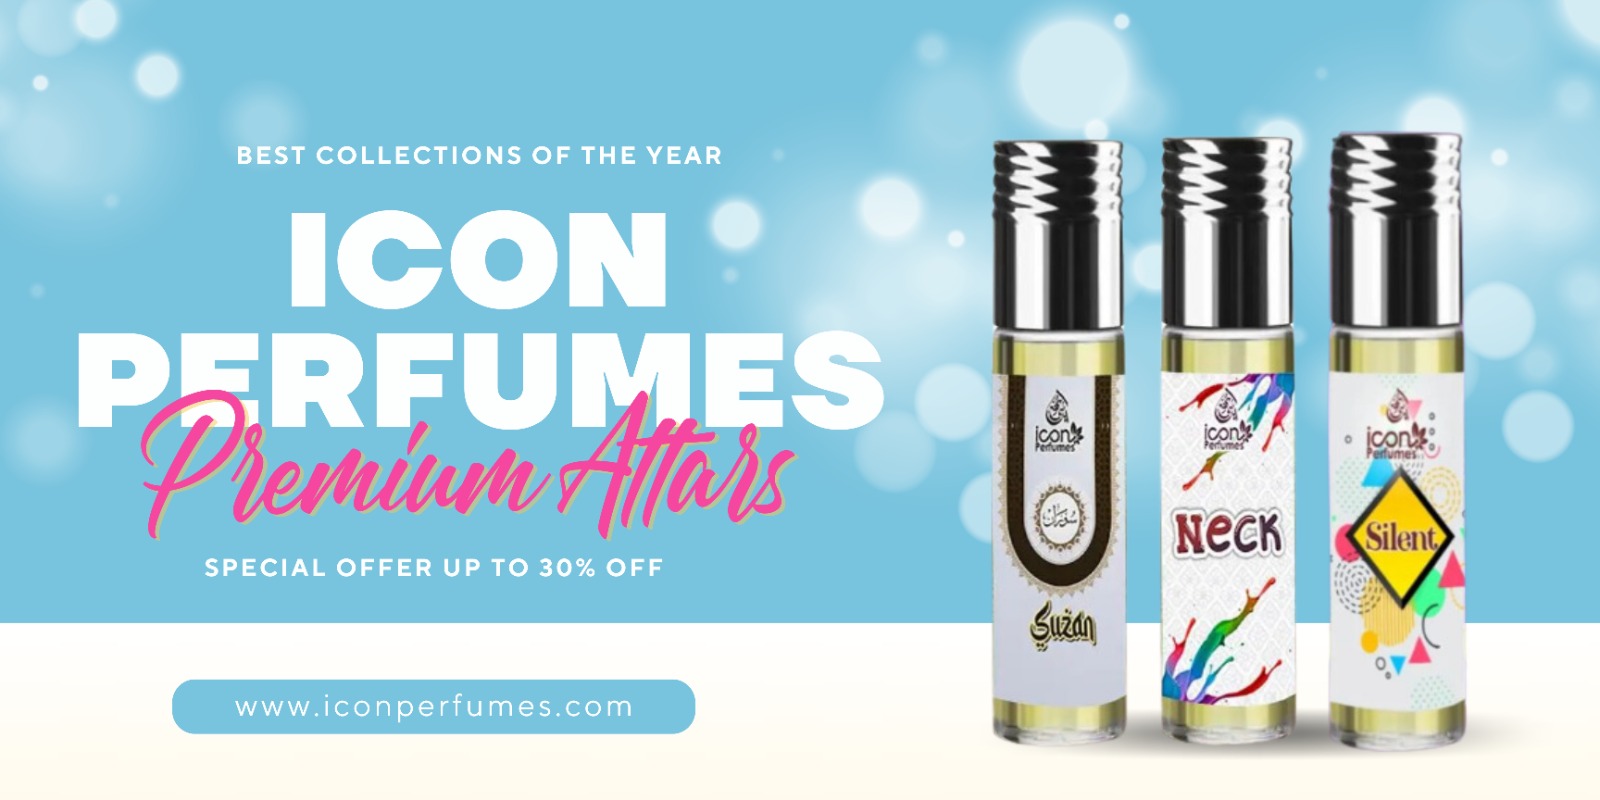 BEST COLLECTIONS OF THE YEAR
ICON
PERFUMES
Premium Attars
SPECIAL OFFER UP TO 30% OFF
www.iconperfumes.com
icon
Perfumes
سوزان
Suzan
icon
Perfumes
NECK
icon
Perfumes
Silent